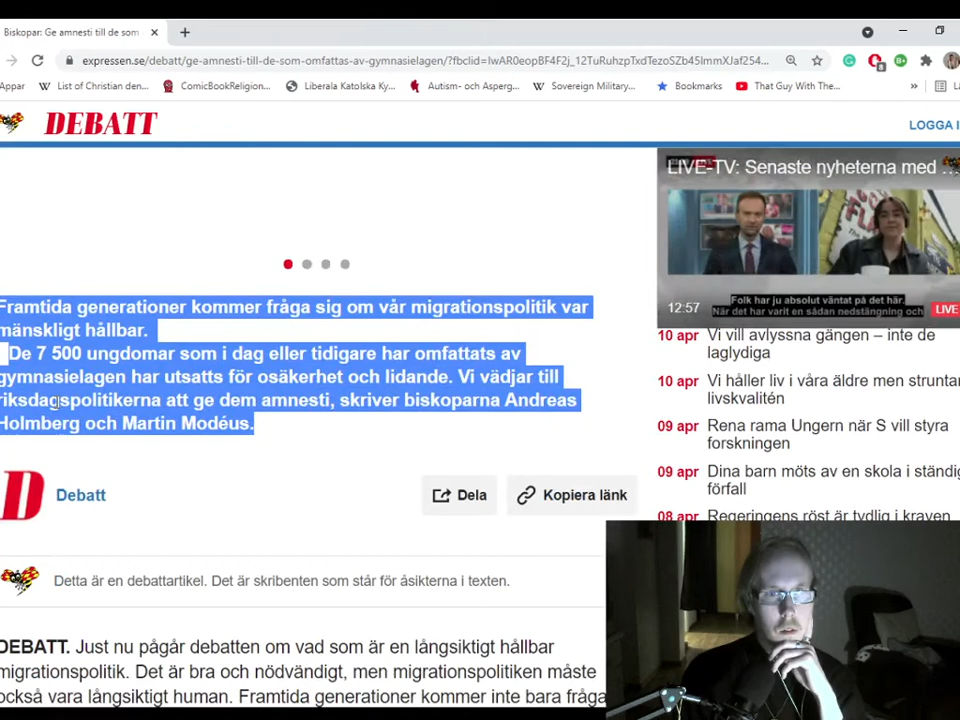 Biskopar: Ge amnesti till de som
expressen.se/debatt/ge-amnesti-till-de-som-omfattas-av-gymnasielagen/?fbclid=IwAR0eopBF4F2j_12TuRuhzpTxdTezoSZb45ImmXJaf254...
Appar
List of Christian den...
ComicBookReligion...
Liberala Katolska Ky...
Autism- och Asperg...
Sovereign Military...
Bookmarks
That Guy With The...
DEBATT
LOGGA I
LIVE-TV: Senaste nyheterna med ...
Folk har ju absolut väntat på det här.
När det har varit en sådan nedstängning och
12:57
LIVE
Framtida generationer kommer fråga sig om vår migrationspolitik var
mänskligt hållbar.
De 7 500 ungdomar som i dag eller tidigare har omfattats av
gymnasielagen har utsatts för osäkerhet och lidande. Vi vädjar till
riksdagspolitikerna att ge dem amnesti, skriver biskoparna Andreas
Holmberg och Martin Modéus.
10 apr Vi vill avlyssna gängen – inte de
laglydiga
10 apr Vi håller liv i våra äldre men struntar
livskvalitén
09 apr Rena rama Ungern när S vill styra
forskningen
09 apr Dina barn möts av en skola i ständig
förfall
08 apr Regeringens röst är tydlig i kraven
Debatt
Dela
Kopiera länk
Detta är en debattartikel. Det är skribenten som står för åsikterna i texten.
DEBATT. Just nu pågår debatten om vad som är en långsiktigt hållbar
migrationspolitik. Det är bra och nödvändigt, men migrationspolitiken måste
också vara långsiktigt human. Framtida generationer kommer inte bara fråga